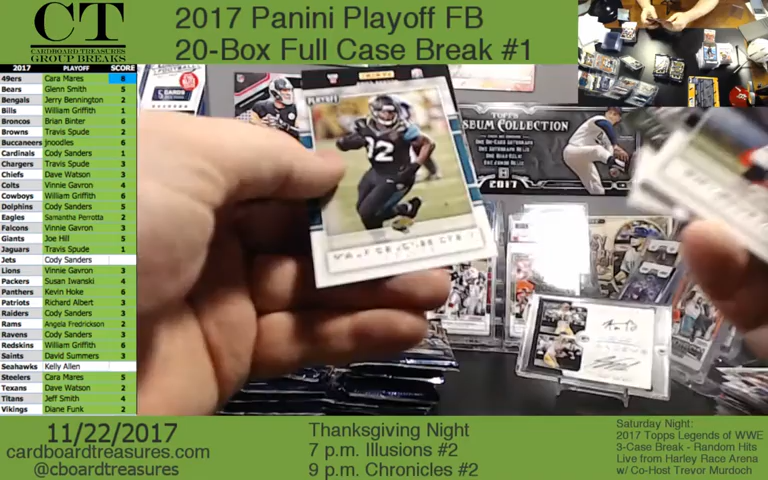 CT
CARDBOARD TREASURES
GROUP BREAKS
2017 Panini Playoff FB
20-Box Full Case Break #1
2017 PLAYOFF SCORE
49ers Cara Mares 8
Bears Glenn Smith 5
Bengals Jerry Bennington 2
Bills William Griffith 1
Broncos Brian Binter 6
Browns Travis Spude 2
Buccaneers Jnoodles 6
Cardinals Cody Sanders 1
Chargers Travis Spude 3
Chiefs Dave Watson 3
Colts Vinnie Gavron 4
Cowboys William Griffith 6
Dolphins Cody Sanders 5
Eagles Samantha Perrotta 2
Falcons Vinnie Gavron 3
Giants Joe Hill 5
Jaguars Travis Spude 1
Jets Cody Sanders
Lions Vinnie Gavron 3
Packers Susan Iwanski 4
Panthers Kevin Hoke 6
Patriots Richard Albert 3
Raiders Cody Sanders 3
Rams Angela Fredrickson 2
Ravens Cody Sanders 3
Redskins William Griffith 6
Saints David Summers 3
Seahawks Kelly Allen
Steelers Cara Mares 5
Texans Dave Watson 2
Titans Jeff Smith 4
Vikings Diane Funk 2
PLAYOFF
TOPPS
SEUM COLLECTION
2017
11/22/2017
cardboardtreasures.com
@cboardtreasures
Thanksgiving Night
7 p.m. Illusions #2
9 p.m. Chronicles #2
Saturday Night:
2017 Topps Legends of WWE
3-Case Break - Random Hits
Live from Harley Race Arena
w/ Co-Host Trevor Murdoch